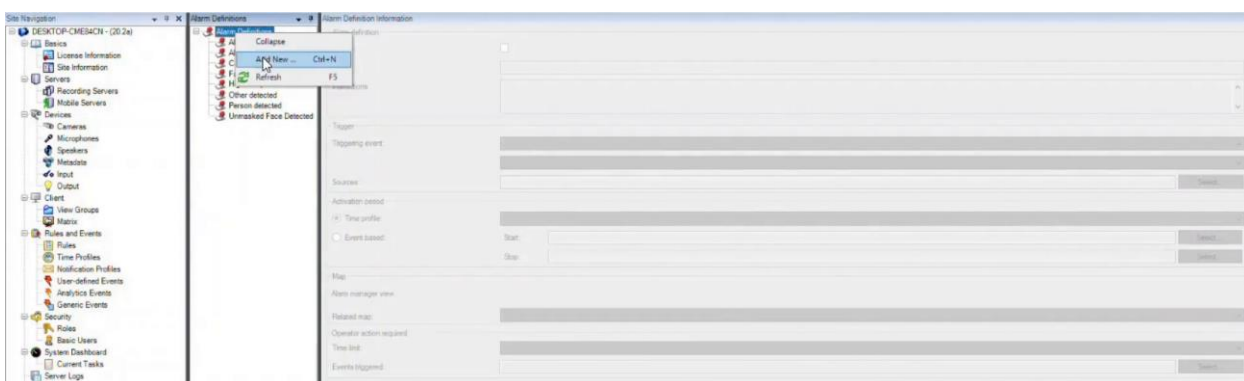 Site Navigation
DESKTOP-CME84CN - (20.2a)
Basics
License Information
Site Information
Servers
Recording Servers
Mobile Servers
Devices
Cameras
Microphones
Speakers
Metadata
Input
Output
Client
View Groups
Matrix
Rules and Events
Rules
Time Profiles
Notification Profiles
User-defined Events
Analytics Events
Generic Events
Security
Roles
Basic Users
System Dashboard
Current Tasks
Server Logs
Alarm Definitions
Alarm Definitions
Collapse
Add New ... Ctrl+N
Refresh F5
Other detected
Person detected
Unmasked Face Detected
Alarm Definition Information
Trigger
Triggering event:
Sources:
Select...
Activation period
Time profile:
Event based:
Start:
Select...
Stop:
Select...
Map
Alarm manager view:
Related map:
Operator action required
Time limit:
Events triggered:
Select...